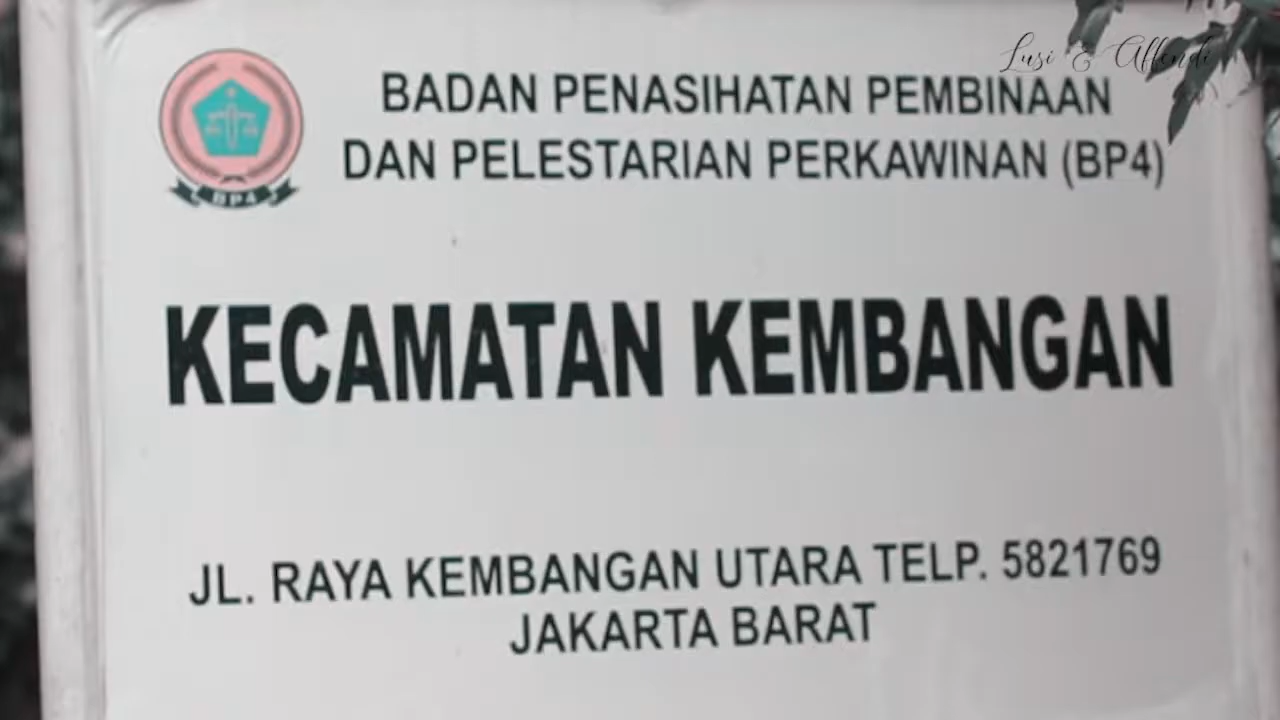 Lusi & Affendi
BADAN PENASIHATAN PEMBINAAN
DAN PELESTARIAN PERKAWINAN (BP4)
BP4
KECAMATAN KEMBANGAN
JL. RAYA KEMBANGAN UTARA TELP. 5821769
JAKARTA BARAT